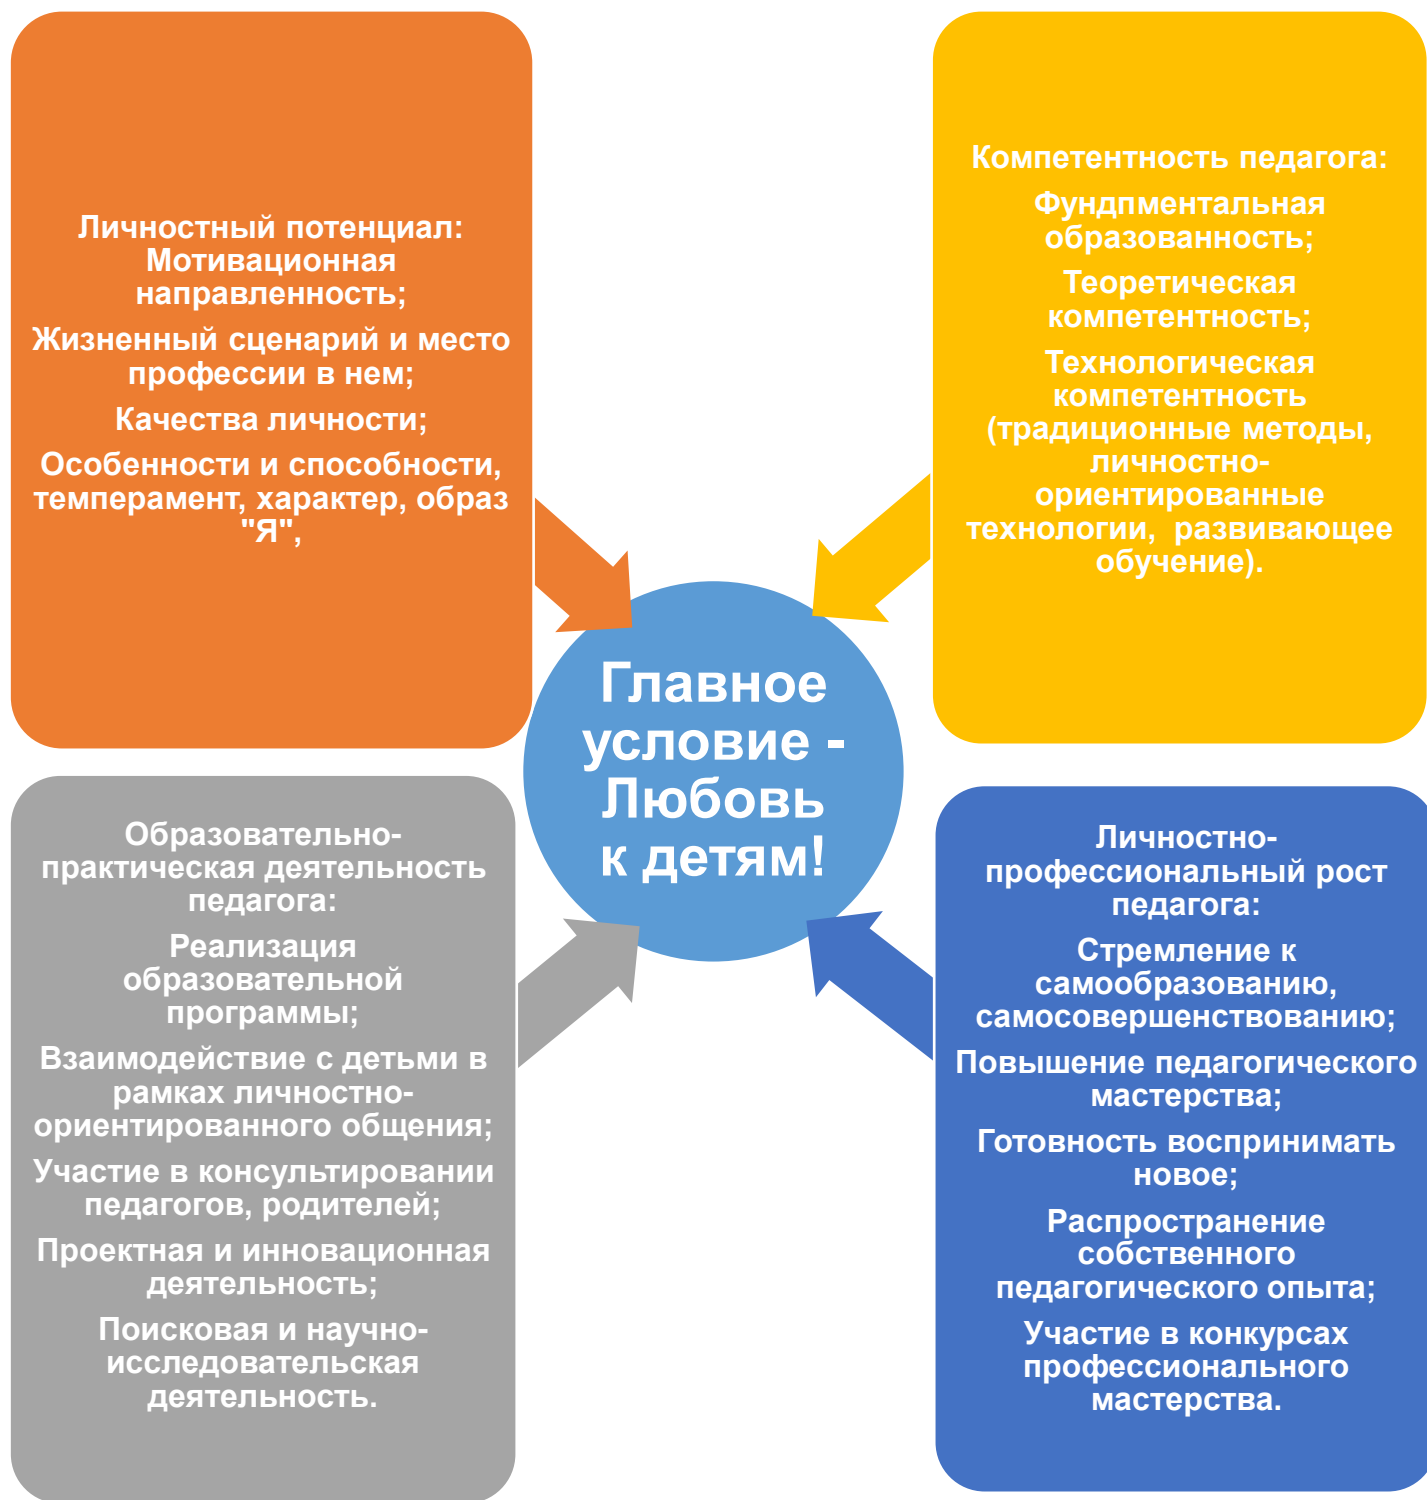 Личностный потенциал:
Мотивационная
направленность;
Жизненный сценарий и место
профессии в нем;
Качества личности;
Особенности и способности,
темперамент, характер, образ
"Я",
Компетентность педагога:
Фундпментальная
образованность;
Теоретическая
компетентность;
Технологическая
компетентность
(традиционные методы,
личностно-
ориентированные
технологии, развивающее
обучение).
Главное
условие -
Любовь
к детям!
Образовательно-
практическая деятельность
педагога:
Реализация
образовательной
программы;
Взаимодействие с детьми в
рамках личностно-
ориентированного общения;
Участие в консультировании
педагогов, родителей;
Проектная и инновационная
деятельность;
Поисковая и научно-
исследовательская
деятельность.
Личностно-
профессиональный рост
педагога:
Стремление к
самообразованию,
самосовершенствованию;
Повышение педагогического
мастерства;
Готовность воспринимать
новое;
Распространение
собственного
педагогического опыта;
Участие в конкурсах
профессионального
мастерства.